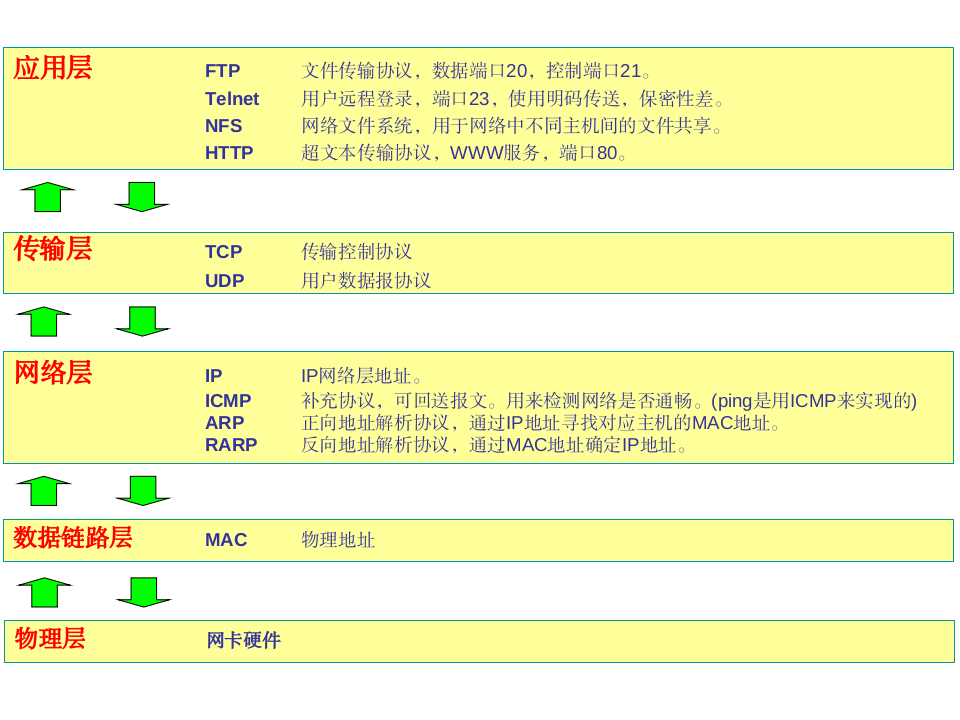 应用层 FTP 文件传输协议，数据端口20，控制端口21。
Telnet 用户远程登录，端口23，使用明码传送，保密性差。
NFS 网络文件系统，用于网络中不同主机间的文件共享。
HTTP 超文本传输协议，WWW服务，端口80。
传输层 TCP 传输控制协议
UDP 用户数据报协议
网络层 IP IP网络层地址。
ICMP 补充协议，可回送报文。用来检测网络是否通畅。(ping是用ICMP来实现的)
ARP 正向地址解析协议，通过IP地址寻找对应主机的MAC地址。
RARP 反向地址解析协议，通过MAC地址确定IP地址。
数据链路层 MAC 物理地址
物理层 网卡硬件